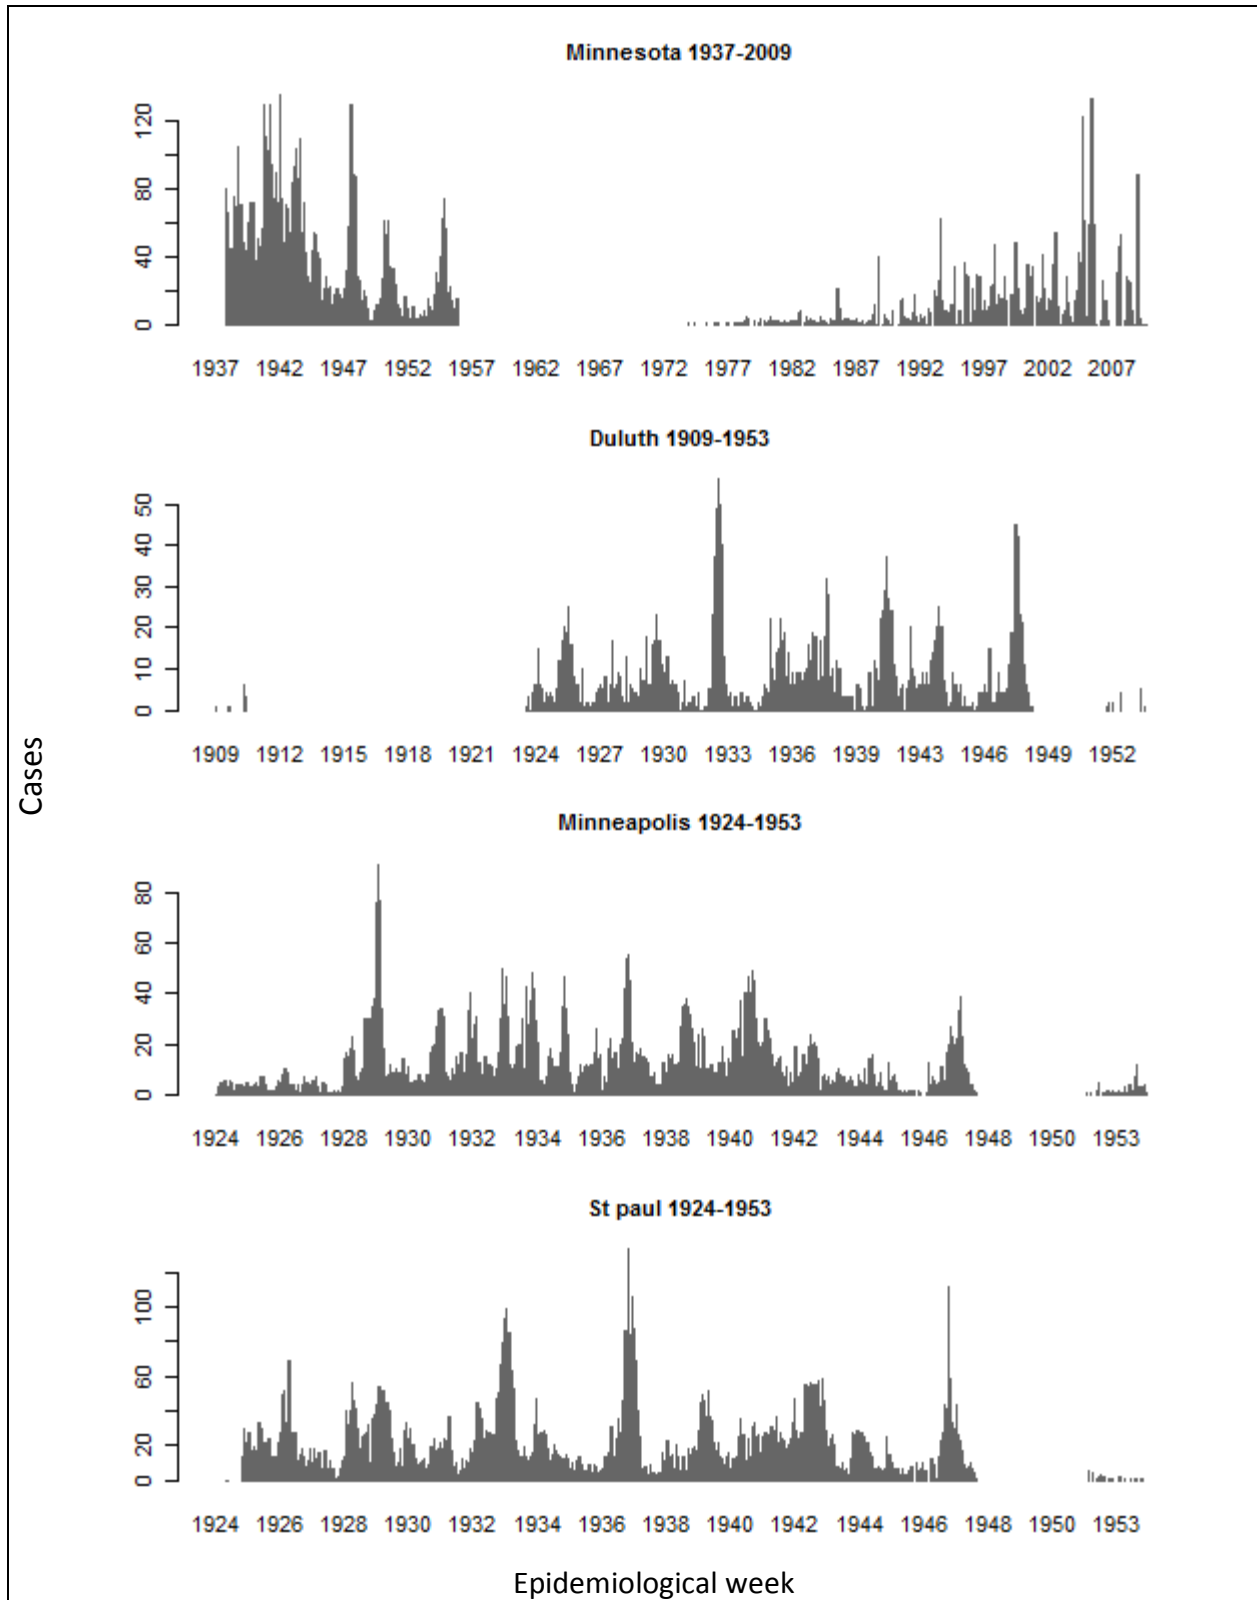 Minnesota 1937-2009
120
80
40
0
1937 1942 1947 1952 1957 1962 1967 1972 1977 1982 1987 1992 1997 2002 2007
Duluth 1909-1953
50
40
30
20
10
0
1909 1912 1915 1918 1921 1924 1927 1930 1933 1936 1939 1943 1946 1949 1952
Cases
Minneapolis 1924-1953
80
60
40
20
0
1924 1926 1928 1930 1932 1934 1936 1938 1940 1942 1944 1946 1948 1950 1953
St paul 1924-1953
100
60
20
0
1924 1926 1928 1930 1932 1934 1936 1938 1940 1942 1944 1946 1948 1950 1953
Epidemiological week